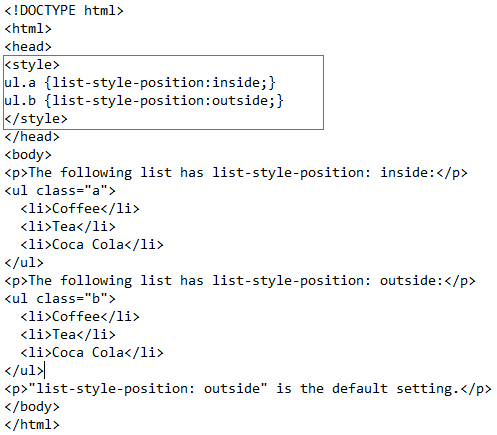 <!DOCTYPE html>
<html>
<head>
<style>
ul.a {list-style-position:inside;}
ul.b {list-style-position:outside;}
</style>
</head>
<body>
<p>The following list has list-style-position: inside:</p>
<ul class="a">
  <li>Coffee</li>
  <li>Tea</li>
  <li>Coca Cola</li>
</ul>
<p>The following list has list-style-position: outside:</p>
<ul class="b">
  <li>Coffee</li>
  <li>Tea</li>
  <li>Coca Cola</li>
</ul>
<p>"list-style-position: outside" is the default setting.</p>
</body>
</html>